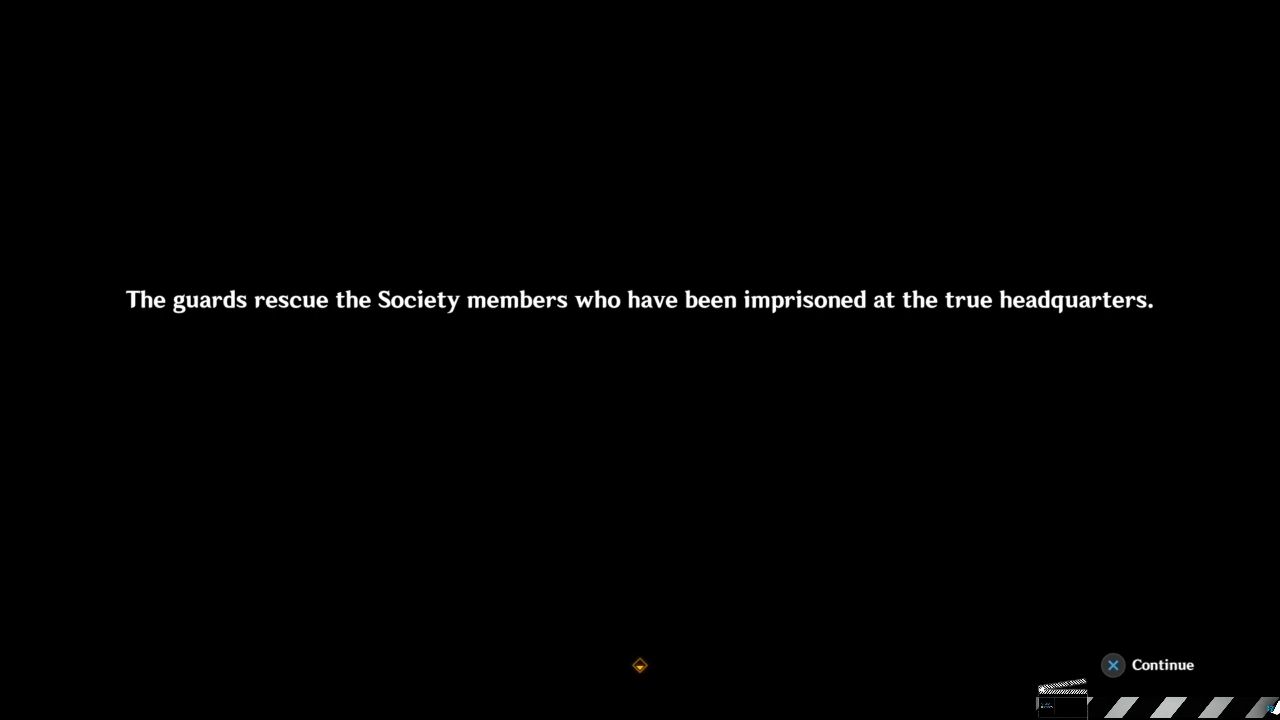 The guards rescue the Society members who have been imprisoned at the true headquarters.
Continue